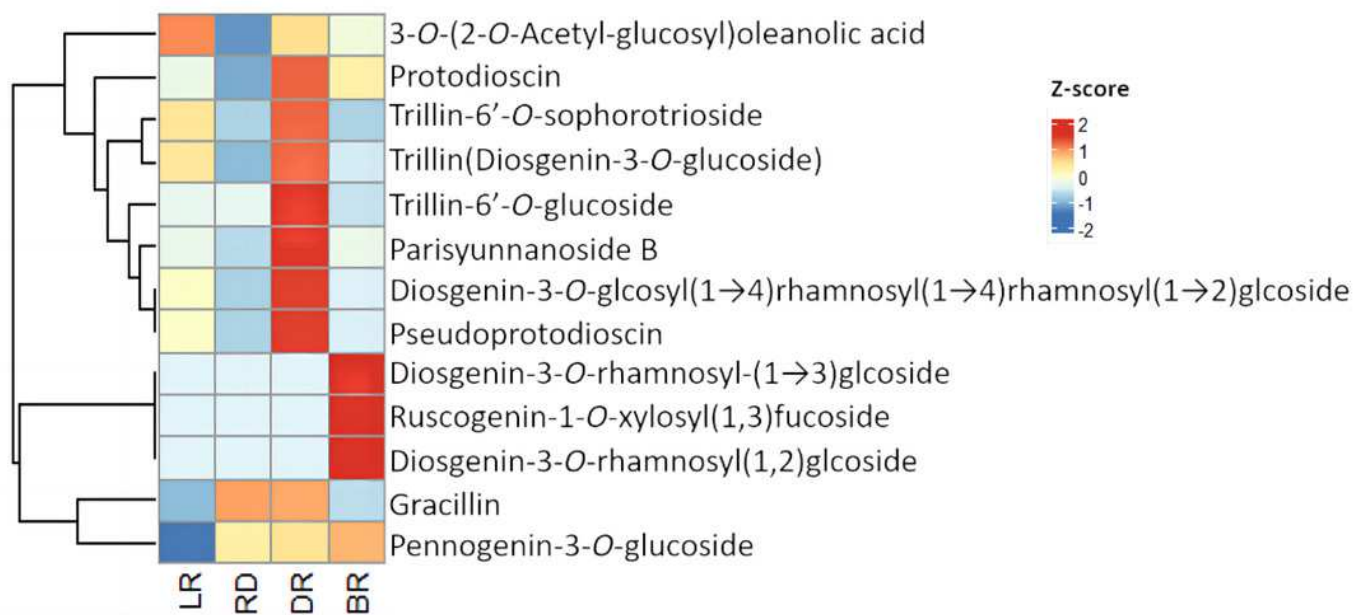 3-O-(2-O-Acetyl-glucosyl)oleanolic acid
Protodioscin
Trillin-6’-O-sophorotrioside
Trillin(Diosgenin-3-O-glucoside)
Trillin-6’-O-glucoside
Parisyunnanoside B
Diosgenin-3-O-glcosyl(1→4)rhamnosyl(1→4)rhamnosyl(1→2)glcoside
Pseudoprotodioscin
Diosgenin-3-O-rhamnosyl-(1→3)glcoside
Ruscogenin-1-O-xylosyl(1,3)fucoside
Diosgenin-3-O-rhamnosyl(1,2)glcoside
Gracillin
Pennogenin-3-O-glucoside
LR
RD
DR
BR
Z-score
2
1
0
-1
-2